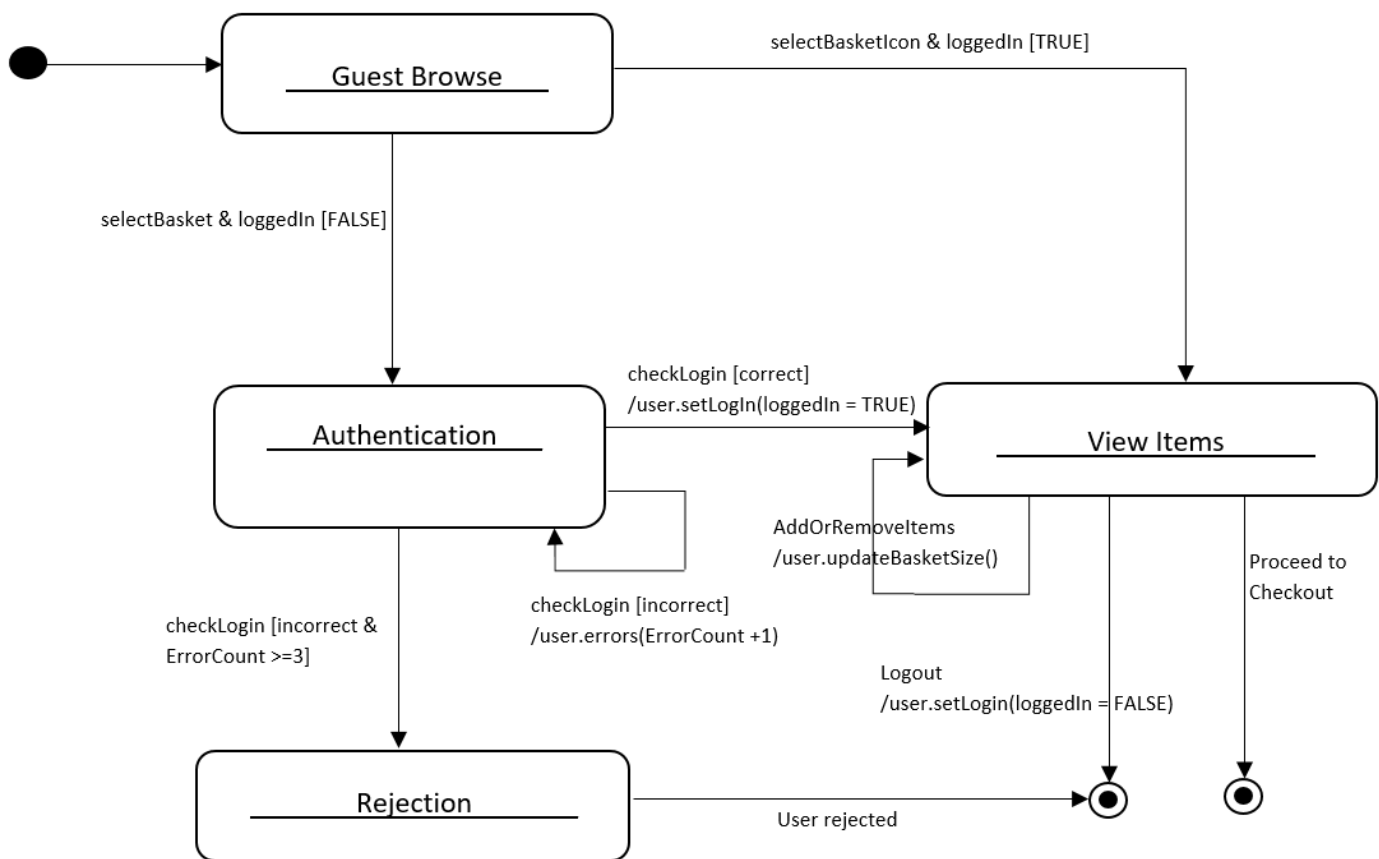 selectBasketIcon & loggedIn [TRUE]
Guest Browse
selectBasket & loggedIn [FALSE]
checkLogin [correct]
/user.setLogIn(loggedIn = TRUE)
Authentication
View Items
AddOrRemoveItems
/user.updateBasketSize()
Proceed to
Checkout
checkLogin [incorrect]
/user.errors(ErrorCount +1)
checkLogin [incorrect &
ErrorCount >=3]
Logout
/user.setLogin(loggedIn = FALSE)
Rejection
User rejected